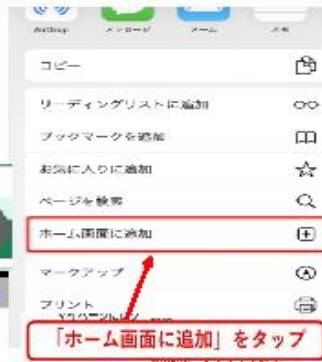 AirDrop
メッセージ
メール
メモ
コピー
リーディングリストに追加
ブックマークを追加
お気に入りに追加
ページを検索
ホーム画面に追加
マークアップ
プリント
「ホーム画面に追加」をタップ